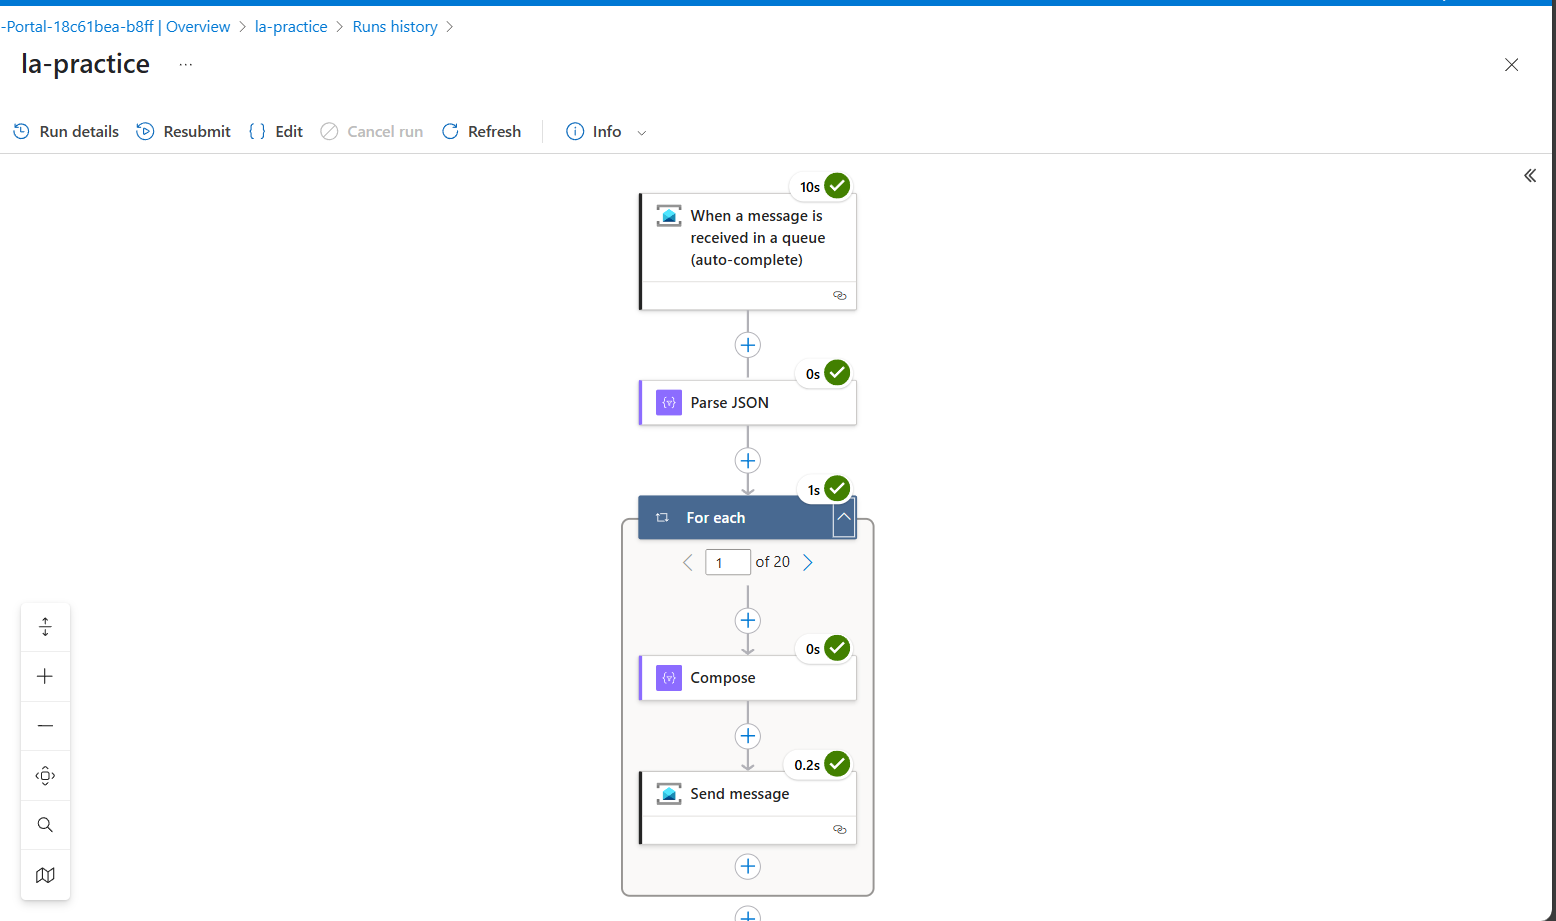 -Portal-18c61bea-b8ff | Overview > la-practice > Runs history >
la-practice ...
Run details Resubmit {} Edit Cancel run Refresh Info
10s
When a message is
received in a queue
(auto-complete)
0s
Parse JSON
1s
For each
1 of 20
0s
Compose
0.2s
Send message